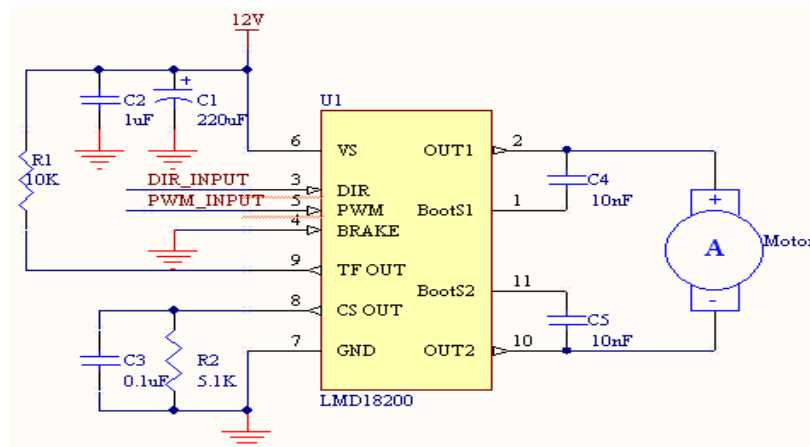 12V
U1
C2
1uF
C1
220uF
+
R1
10K
6
VS
OUT1
2
DIR_INPUT
3
DIR
C4
10nF
PWM_INPUT
5
PWM
BootS1
1
4
BRAKE
+
A
Motor
-
9
TF OUT
BootS2
11
8
CS OUT
C5
10nF
7
GND
OUT2
10
C3
0.1uF
R2
5.1K
LMD18200